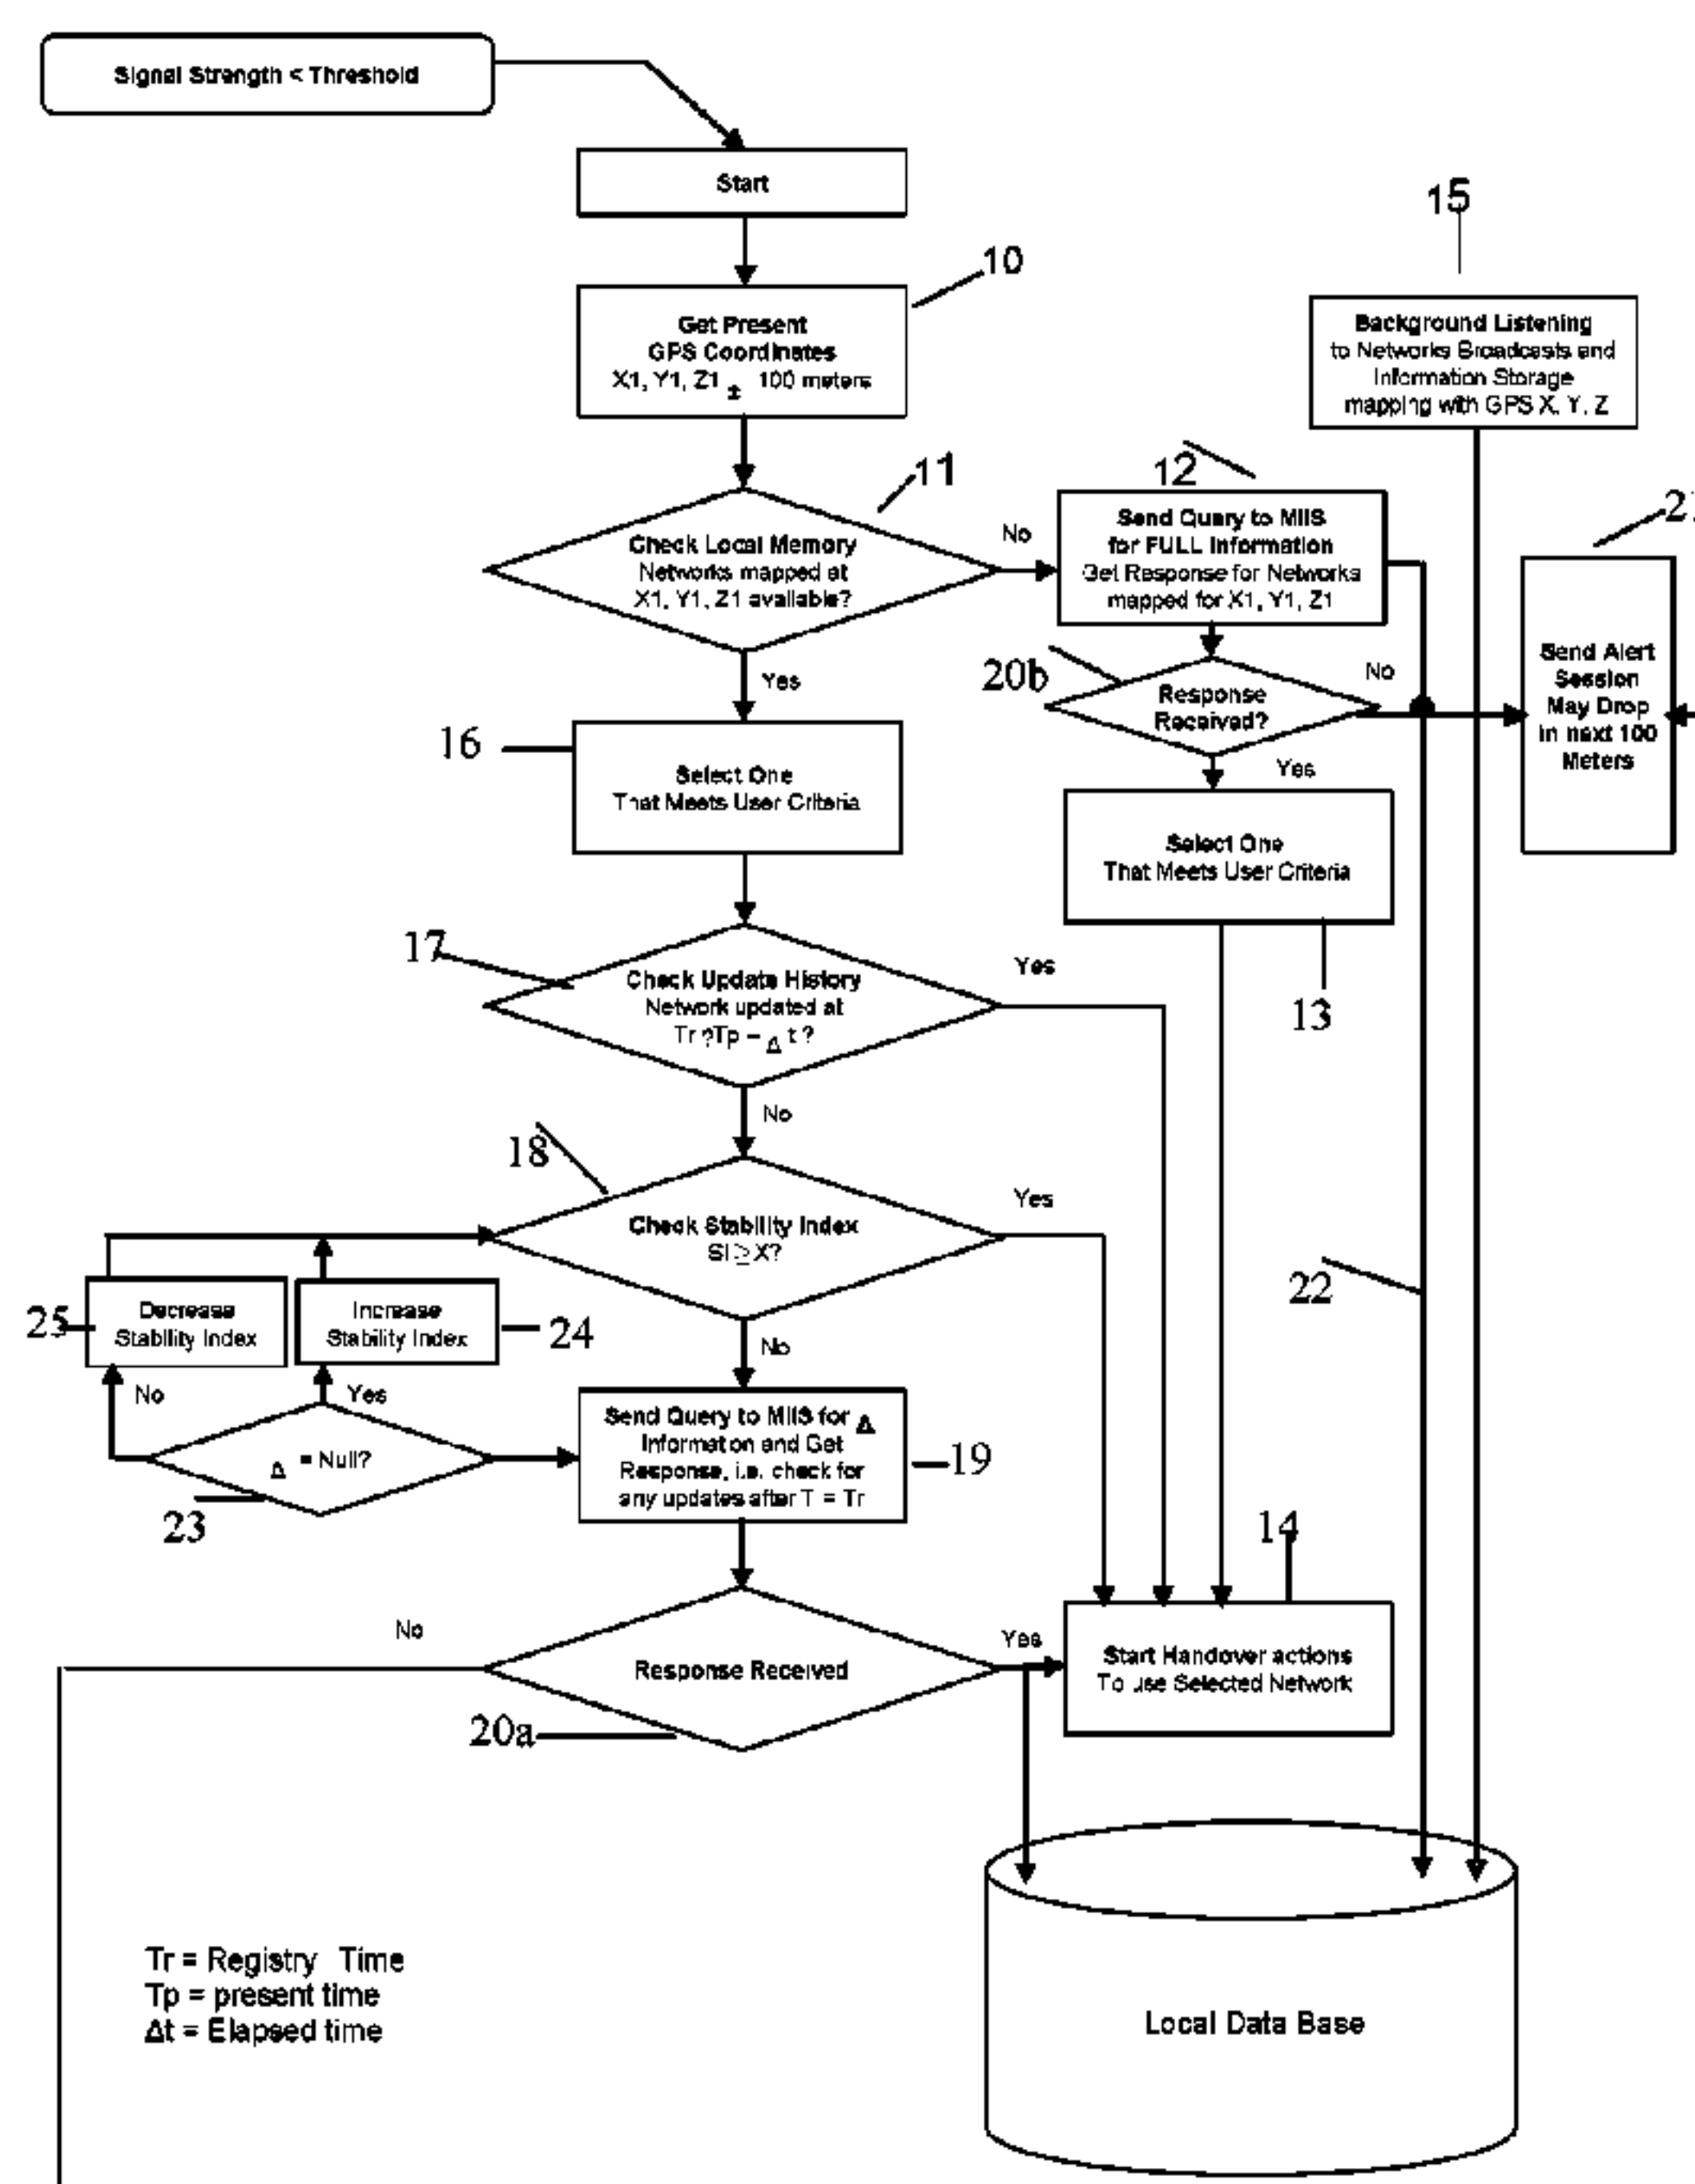 Signal Strength < Threshold
Start
10
Get Present
GPS Coordinates
X1, Y1, Z1 ± 100 meters
15
Background Listening
to Networks Broadcasts and
Information Storage
mapping with GPS X, Y, Z
11
Check Local Memory
Networks mapped at
X1, Y1, Z1 available?
No
Yes
12
Send Query to MIIS
for FULL Information
Get Response for Networks
mapped for X1, Y1, Z1
20b
Response
Received?
No
Yes
Send Alert
Session
May Drop
in next 100
Meters
16
Select One
That Meets User Criteria
Select One
That Meets User Criteria
13
17
Check Update History
Network updated at
Tr ?Tp – Δ t ?
Yes
No
18
Check Stability Index
SI ≥ X?
Yes
No
22
25
Decrease
Stability Index
Increase
Stability Index
24
No
Yes
Δ = Null?
23
Send Query to MIIS for Δ
Information and Get
Response, i.e. check for
any updates after T = Tr
19
14
No
Response Received
Yes
20a
Start Handover actions
To use Selected Network
Tr = Registry Time
Tp = present time
Δt = Elapsed time
Local Data Base